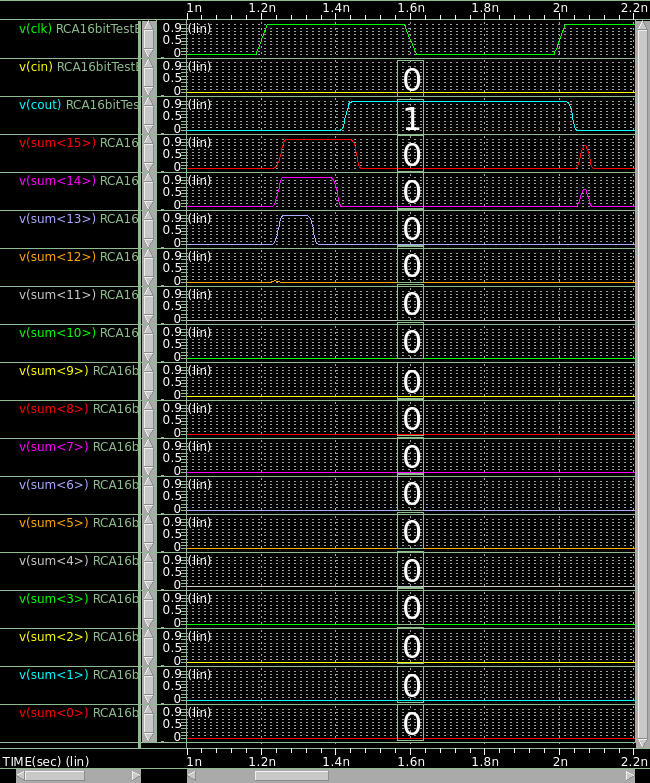 1n 1.2n 1.4n 1.6n 1.8n 2n 2.2n
v(clk) RCA16bitTestB 0.9 0.5 0 (lin)
v(cin) RCA16bitTestB 0.9 0.5 0 (lin) 0
v(cout) RCA16bitTes 0.9 0.5 0 (lin) 1
v(sum<15>) RCA16 0.9 0.5 0 (lin) 0
v(sum<14>) RCA16 0.9 0.5 0 (lin) 0
v(sum<13>) RCA16 0.9 0.5 0 (lin) 0
v(sum<12>) RCA16 0.9 0.5 0 (lin) 0
v(sum<11>) RCA16 0.9 0.5 0 (lin) 0
v(sum<10>) RCA16 0.9 0.5 0 (lin) 0
v(sum<9>) RCA16b 0.9 0.5 0 (lin) 0
v(sum<8>) RCA16b 0.9 0.5 0 (lin) 0
v(sum<7>) RCA16b 0.9 0.5 0 (lin) 0
v(sum<6>) RCA16b 0.9 0.5 0 (lin) 0
v(sum<5>) RCA16b 0.9 0.5 0 (lin) 0
v(sum<4>) RCA16b 0.9 0.5 0 (lin) 0
v(sum<3>) RCA16b 0.9 0.5 0 (lin) 0
v(sum<2>) RCA16b 0.9 0.5 0 (lin) 0
v(sum<1>) RCA16b 0.9 0.5 0 (lin) 0
v(sum<0>) RCA16b 0.9 0.5 0 (lin) 0
TIME(sec) (lin) 1n 1.2n 1.4n 1.6n 1.8n 2n 2.2n